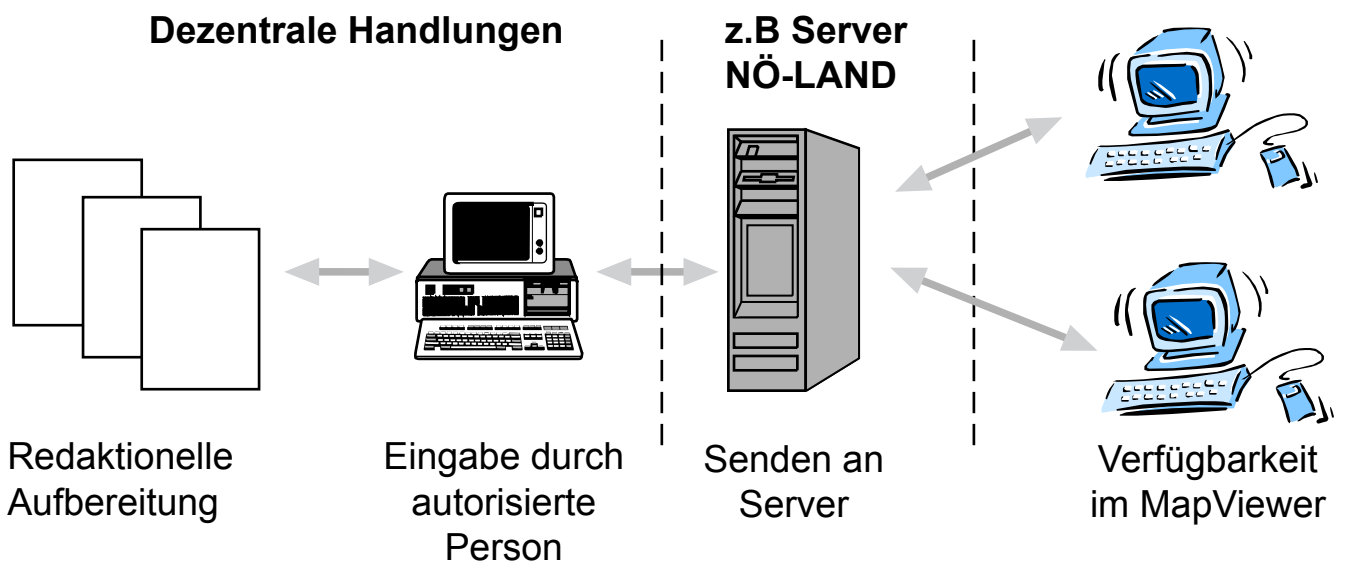 Dezentrale Handlungen
z.B Server
NÖ-LAND
Redaktionelle
Aufbereitung
Eingabe durch
autorisierte
Person
Senden an
Server
Verfügbarkeit
im MapViewer